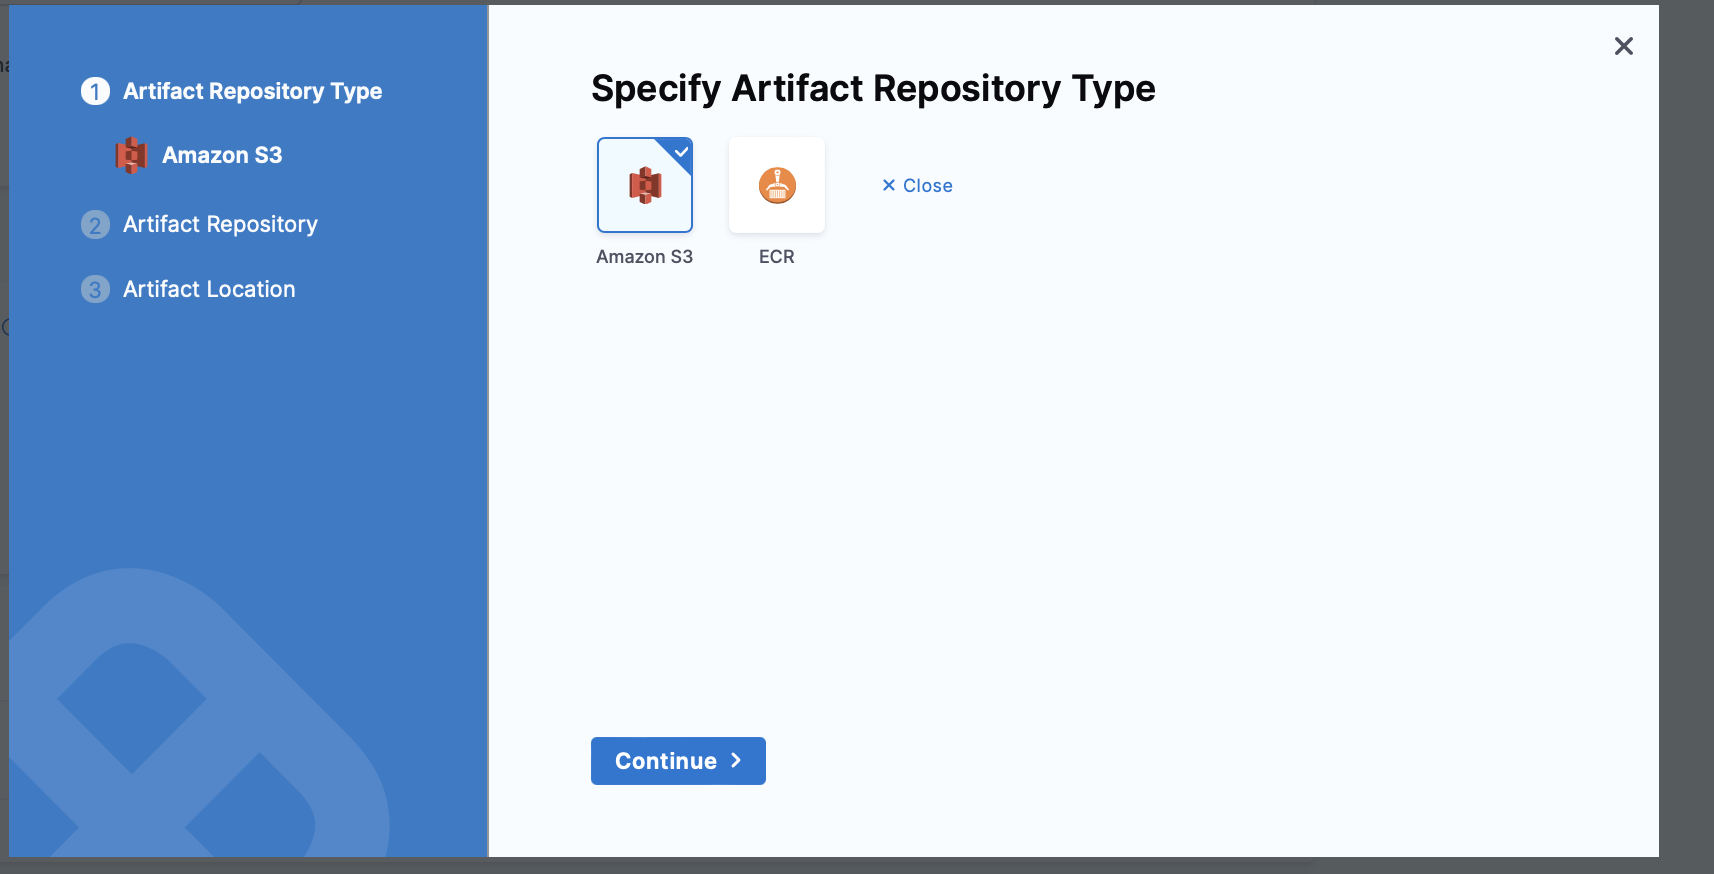 1 Artifact Repository Type
Amazon S3
2 Artifact Repository
3 Artifact Location
Specify Artifact Repository Type
Amazon S3
ECR
Close
Continue